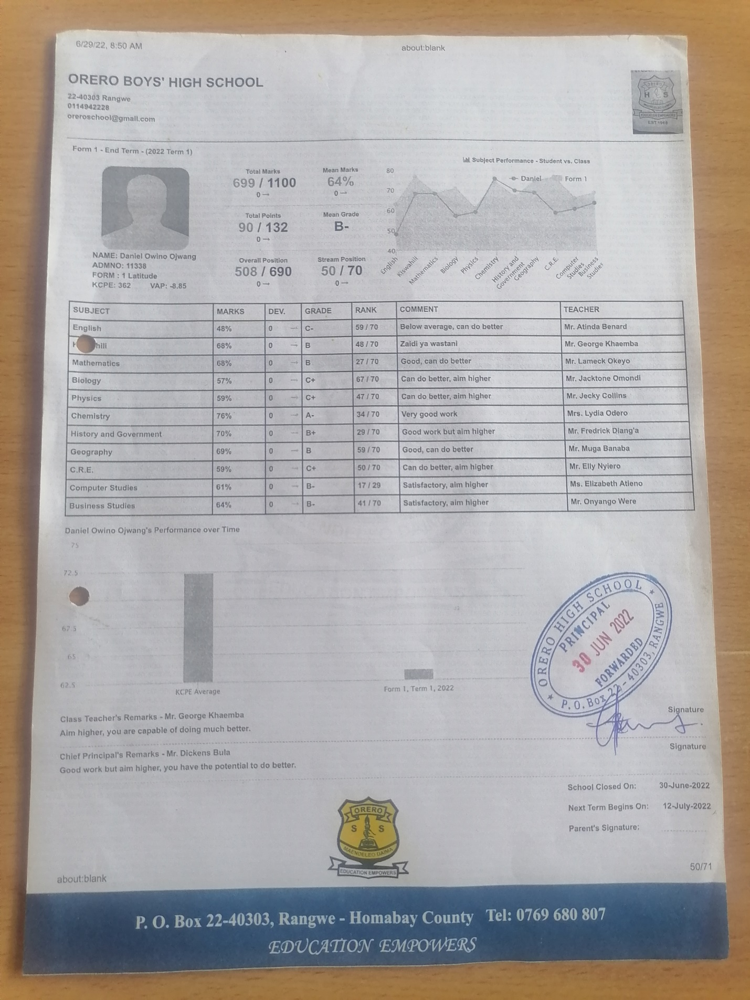 6/29/22, 8:50 AM about:blank
ORERO BOYS' HIGH SCHOOL
22-40303 Rangwe
0114942228
oreroschool@gmail.com
ORERO
H S
EDUCATION EMPOWERS
EST.1968
Form 1 - End Term - (2022 Term 1)
Total Marks Mean Marks
699 / 1100 64%
0→ 0→
Total Points Mean Grade
90 / 132 B-
0→
Overall Position Stream Position
508 / 690 50 / 70
0→ 0→
NAME: Daniel Owino Ojwang
ADMNO: 11338
FORM : 1 Latitude
KCPE: 362 VAP: -8.85
Subject Performance - Student vs. Class
Daniel Form 1
80
70
60
50
40
English Kiswahili Mathematics Biology Physics Chemistry History and Government Geography C.R.E. Computer Studies Business Studies
SUBJECT MARKS DEV. GRADE RANK COMMENT TEACHER
English 48% 0 → C- 59 / 70 Below average, can do better Mr. Atinda Benard
hili 68% 0 → B 48 / 70 Zaidi ya wastani Mr. George Khaemba
Mathematics 68% 0 → B 27 / 70 Good, can do better Mr. Lameck Okeyo
Biology 57% 0 → C+ 67 / 70 Can do better, aim higher Mr. Jacktone Omondi
Physics 59% 0 → C+ 47 / 70 Can do better, aim higher Mr. Jecky Collins
Chemistry 76% 0 → A- 34 / 70 Very good work Mrs. Lydia Odero
History and Government 70% 0 → B+ 29 / 70 Good work but aim higher Mr. Fredrick Diang'a
Geography 69% 0 → B 59 / 70 Good, can do better Mr. Muga Banaba
C.R.E. 59% 0 → C+ 50 / 70 Can do better, aim higher Mr. Elly Nyiero
Computer Studies 61% 0 → B- 17 / 29 Satisfactory, aim higher Ms. Elizabeth Atieno
Business Studies 64% 0 → B- 41 / 70 Satisfactory, aim higher Mr. Onyango Were
Daniel Owino Ojwang's Performance over Time
75
72.5
67.5
65
62.5
KCPE Average Form 1, Term 1, 2022
ORERO HIGH SCHOOL
PRINCIPAL
30 JUN 2022
FORWARDED
P. O. Box 22 - 40303, RANGWE
Class Teacher's Remarks - Mr. George Khaemba Signature
Aim higher, you are capable of doing much better.
Chief Principal's Remarks - Mr. Dickens Bula Signature
Good work but aim higher, you have the potential to do better.
School Closed On: 30-June-2022
Next Term Begins On: 12-July-2022
Parent's Signature:
ORERO
S S
MAENDELEO DAIMA
EDUCATION EMPOWERS
about:blank 50/71
P. O. Box 22-40303, Rangwe - Homabay County Tel: 0769 680 807
EDUCATION EMPOWERS